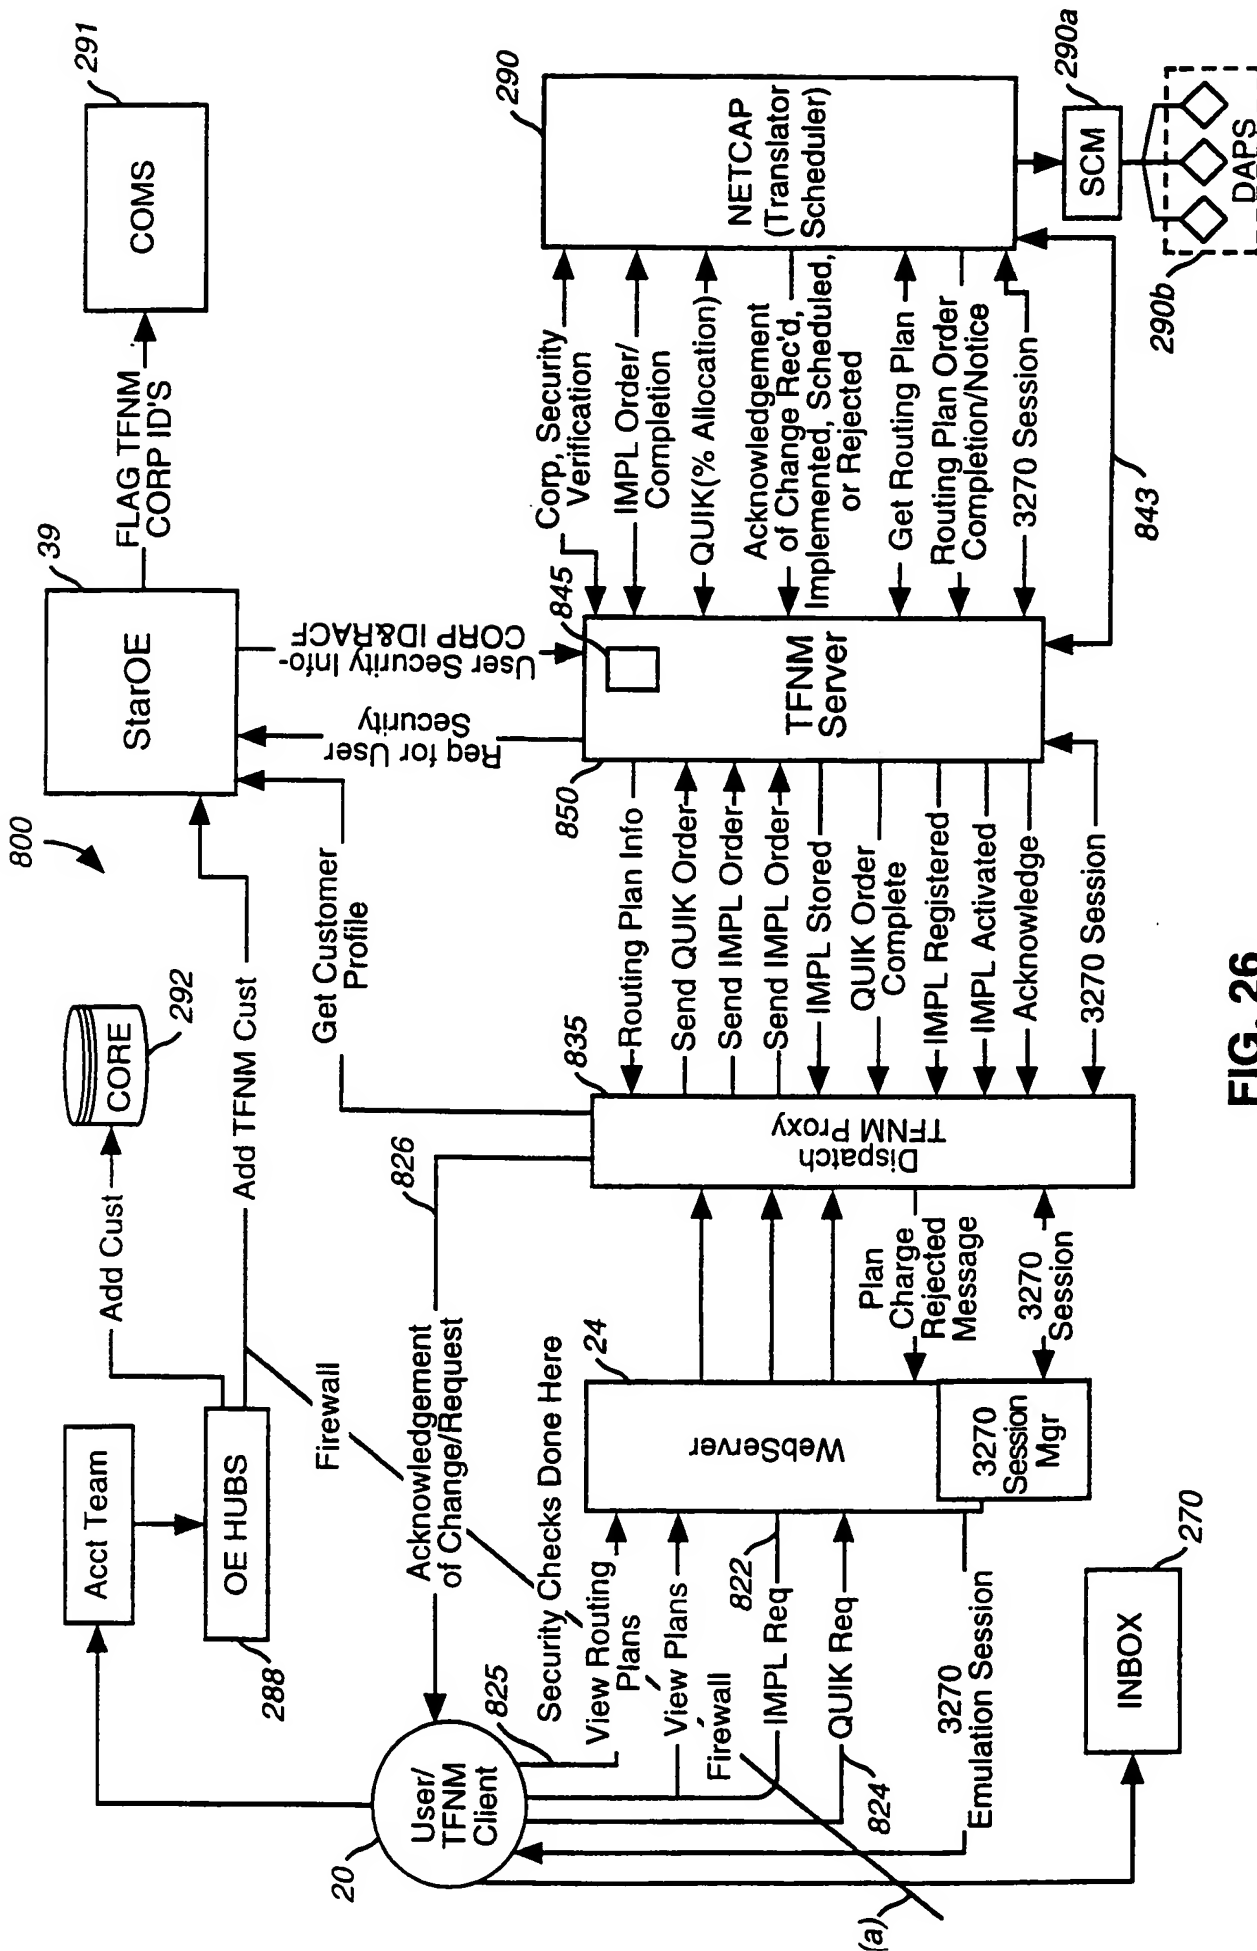 800
Acct Team
OE HUBS
288
Add Cust
CORE
292
Add TFNM Cust
StarOE
39
FLAG TFNM
CORP ID'S
COMS
291
Firewall
Get Customer
Profile
Req for User
Security
User Security Info-
CORP ID&RACF
User/
TFNM
Client
20
Acknowledgement
of Change/Request
826
Security Checks Done Here
825
View Routing
Plans
View Plans
Firewall
IMPL Req
822
QUIK Req
824
3270
Emulation Session
(a)
INBOX
270
WebServer
24
3270
Session
Mgr
Plan
Charge
Rejected
Message
3270
Session
Dispatch
TFNM Proxy
835
Routing Plan Info
Send QUIK Order
Send IMPL Order
Send IMPL Order
IMPL Stored
QUIK Order
Complete
IMPL Registered
IMPL Activated
Acknowledge
3270 Session
850
845
TFNM
Server
Corp, Security
Verification
IMPL Order/
Completion
QUIK(% Allocation)
Acknowledgement
of Change Rec'd,
Implemented, Scheduled,
or Rejected
Get Routing Plan
Routing Plan Order
Completion/Notice
3270 Session
843
NETCAP
(Translator
Scheduler)
290
SCM
290a
DAPS
290b
FIG. 26